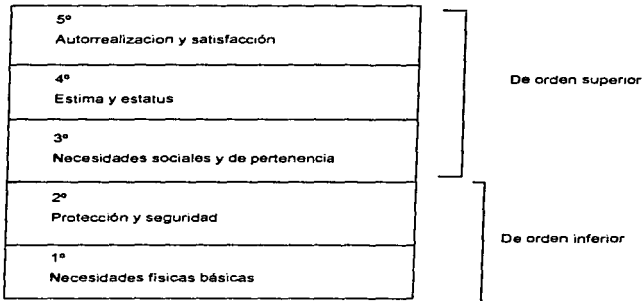 5º
Autorrealizacion y satisfacción
De orden superior
4º
Estima y estatus
3º
Necesidades sociales y de pertenencia
2º
Protección y seguridad
De orden inferior
1º
Necesidades físicas básicas